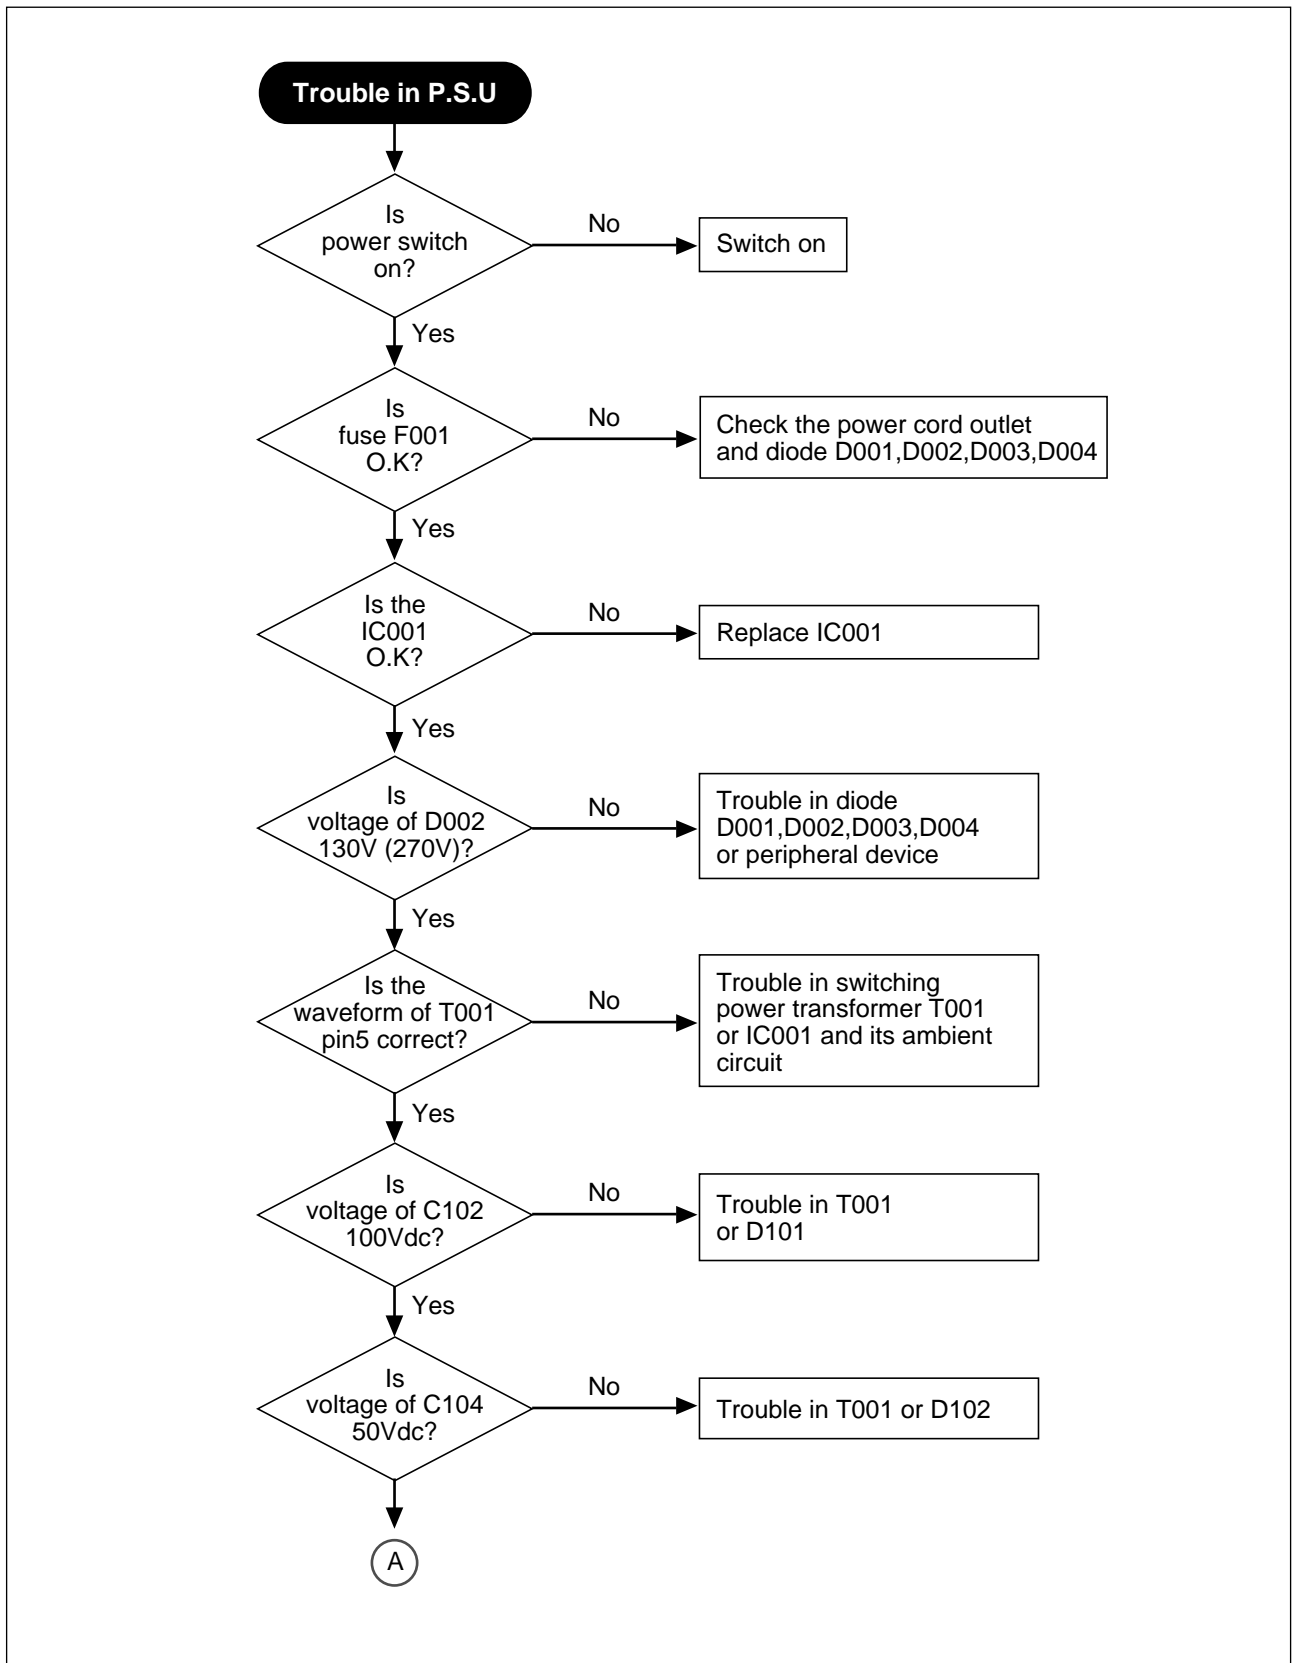 Trouble in P.S.U
Is
power switch
on?
No
Switch on
Yes
Is
fuse F001
O.K?
No
Check the power cord outlet
and diode D001,D002,D003,D004
Yes
Is the
IC001
O.K?
No
Replace IC001
Yes
Is
voltage of D002
130V (270V)?
No
Trouble in diode
D001,D002,D003,D004
or peripheral device
Yes
Is the
waveform of T001
pin5 correct?
No
Trouble in switching
power transformer T001
or IC001 and its ambient
circuit
Yes
Is
voltage of C102
100Vdc?
No
Trouble in T001
or D101
Yes
Is
voltage of C104
50Vdc?
No
Trouble in T001 or D102
A